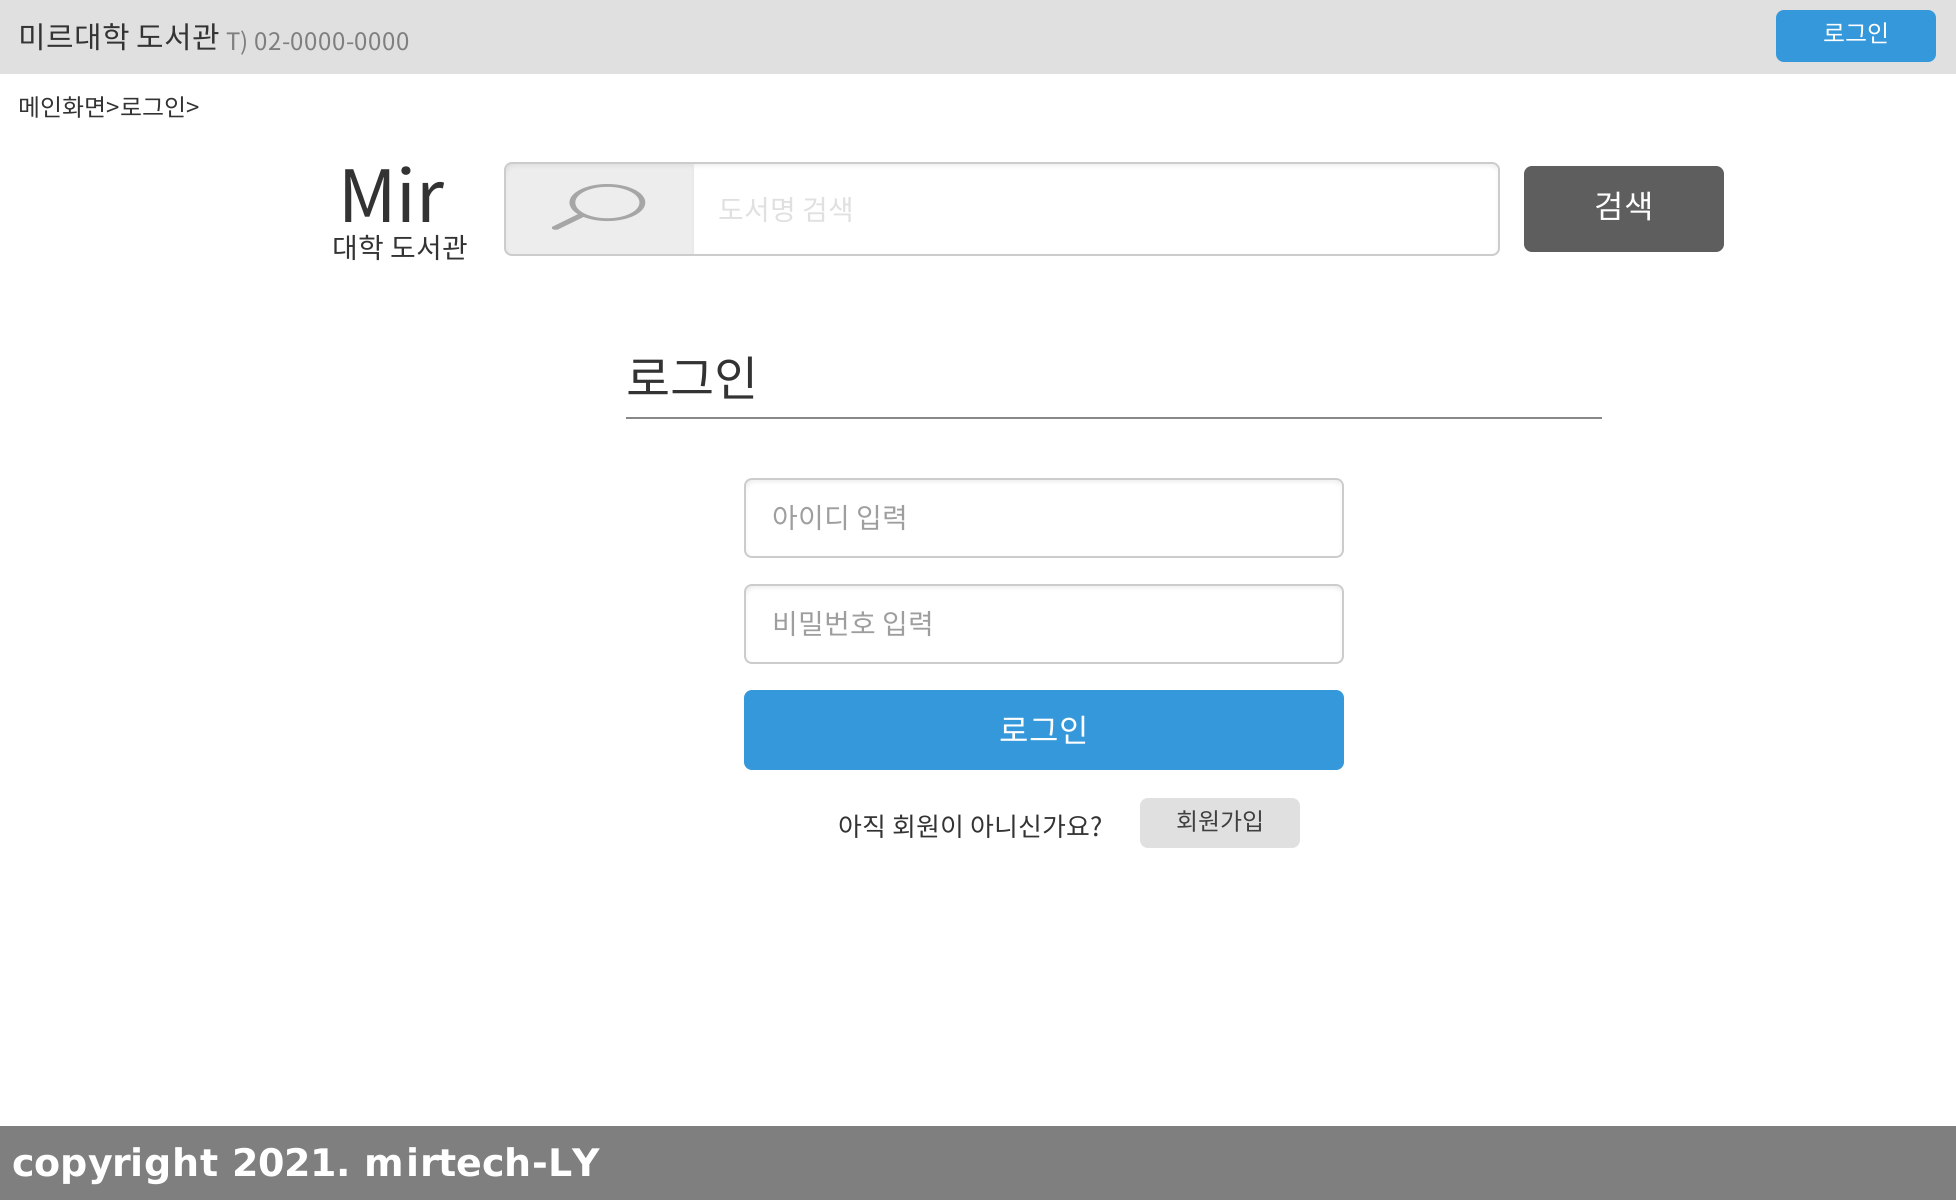 미르대학 도서관 T) 02-0000-0000
로그인
메인화면>로그인>
Mir
대학 도서관
도서명 검색
검색
로그인
아이디 입력
비밀번호 입력
로그인
아직 회원이 아니신가요?
회원가입
copyright 2021. mirtech-LY